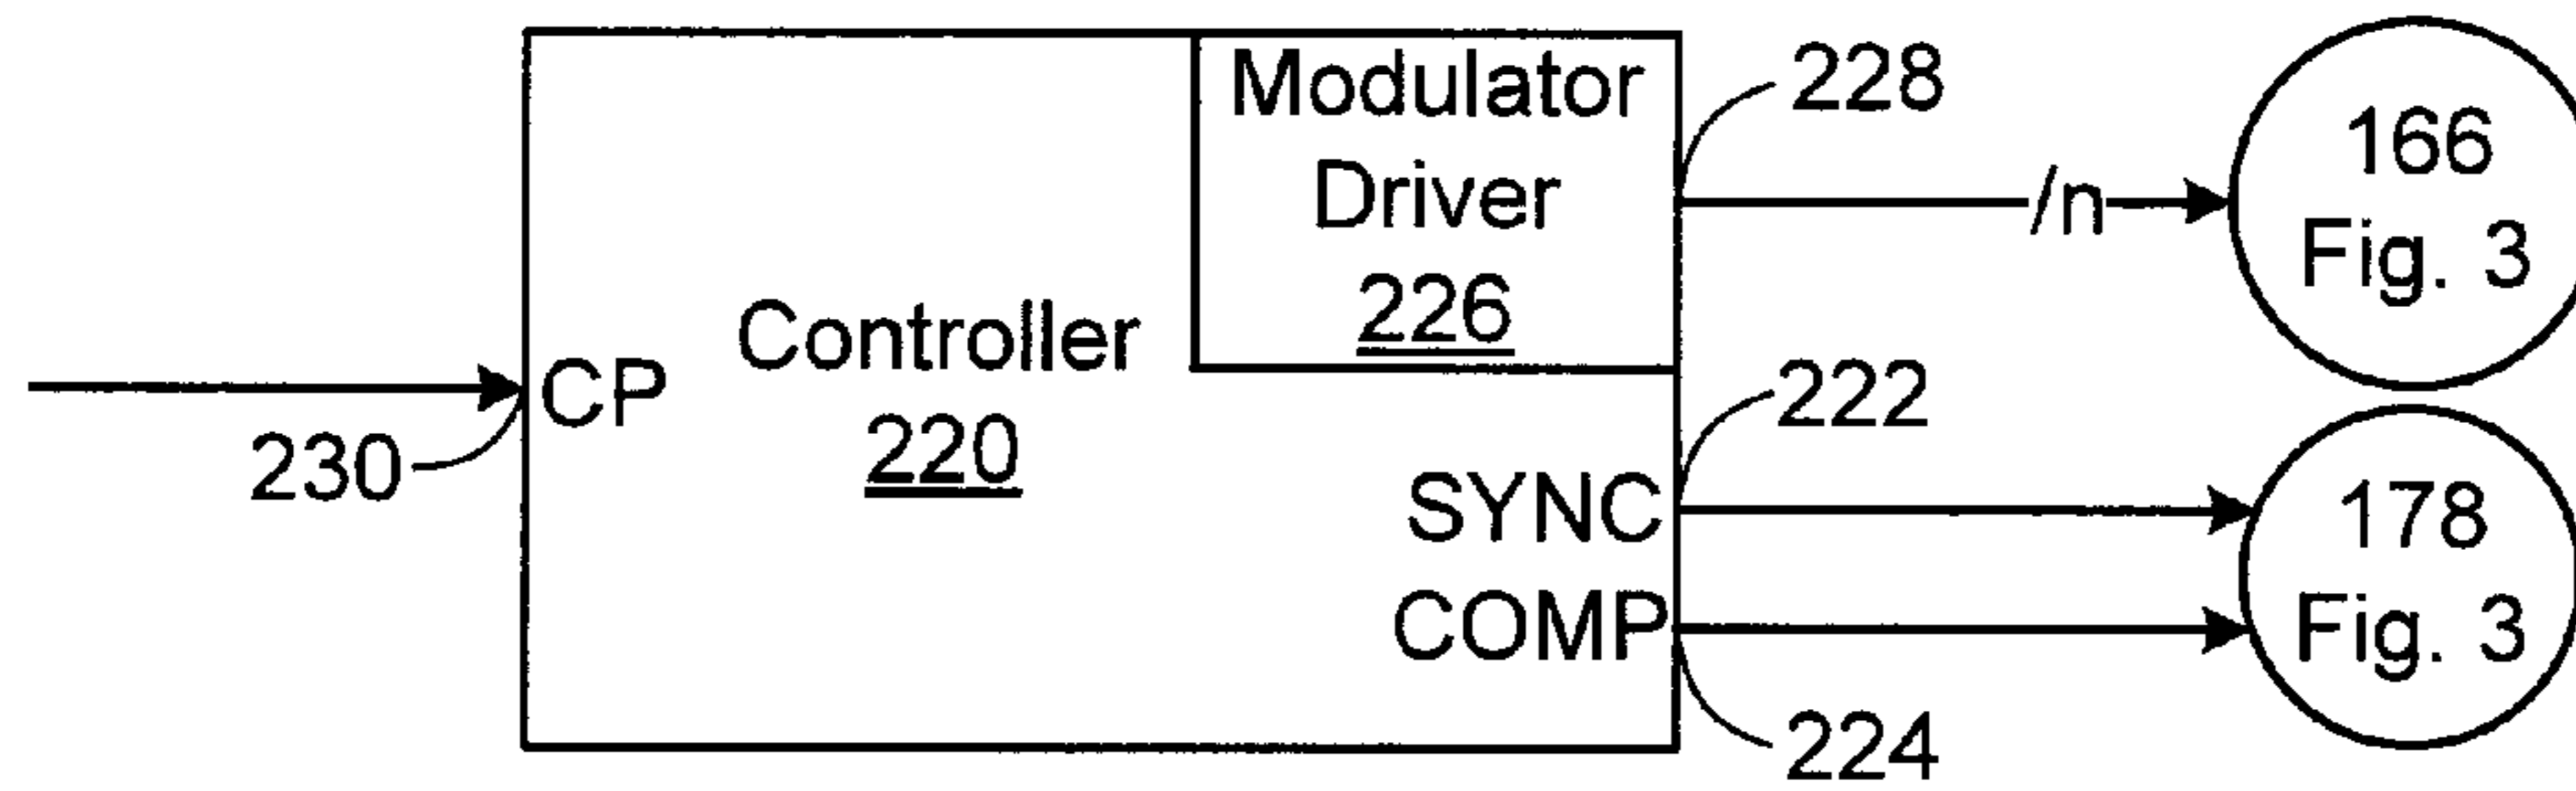 Modulator
Driver
226
228
/n
166
Fig. 3
Controller
220
CP
230
222
SYNC
COMP
178
Fig. 3
224